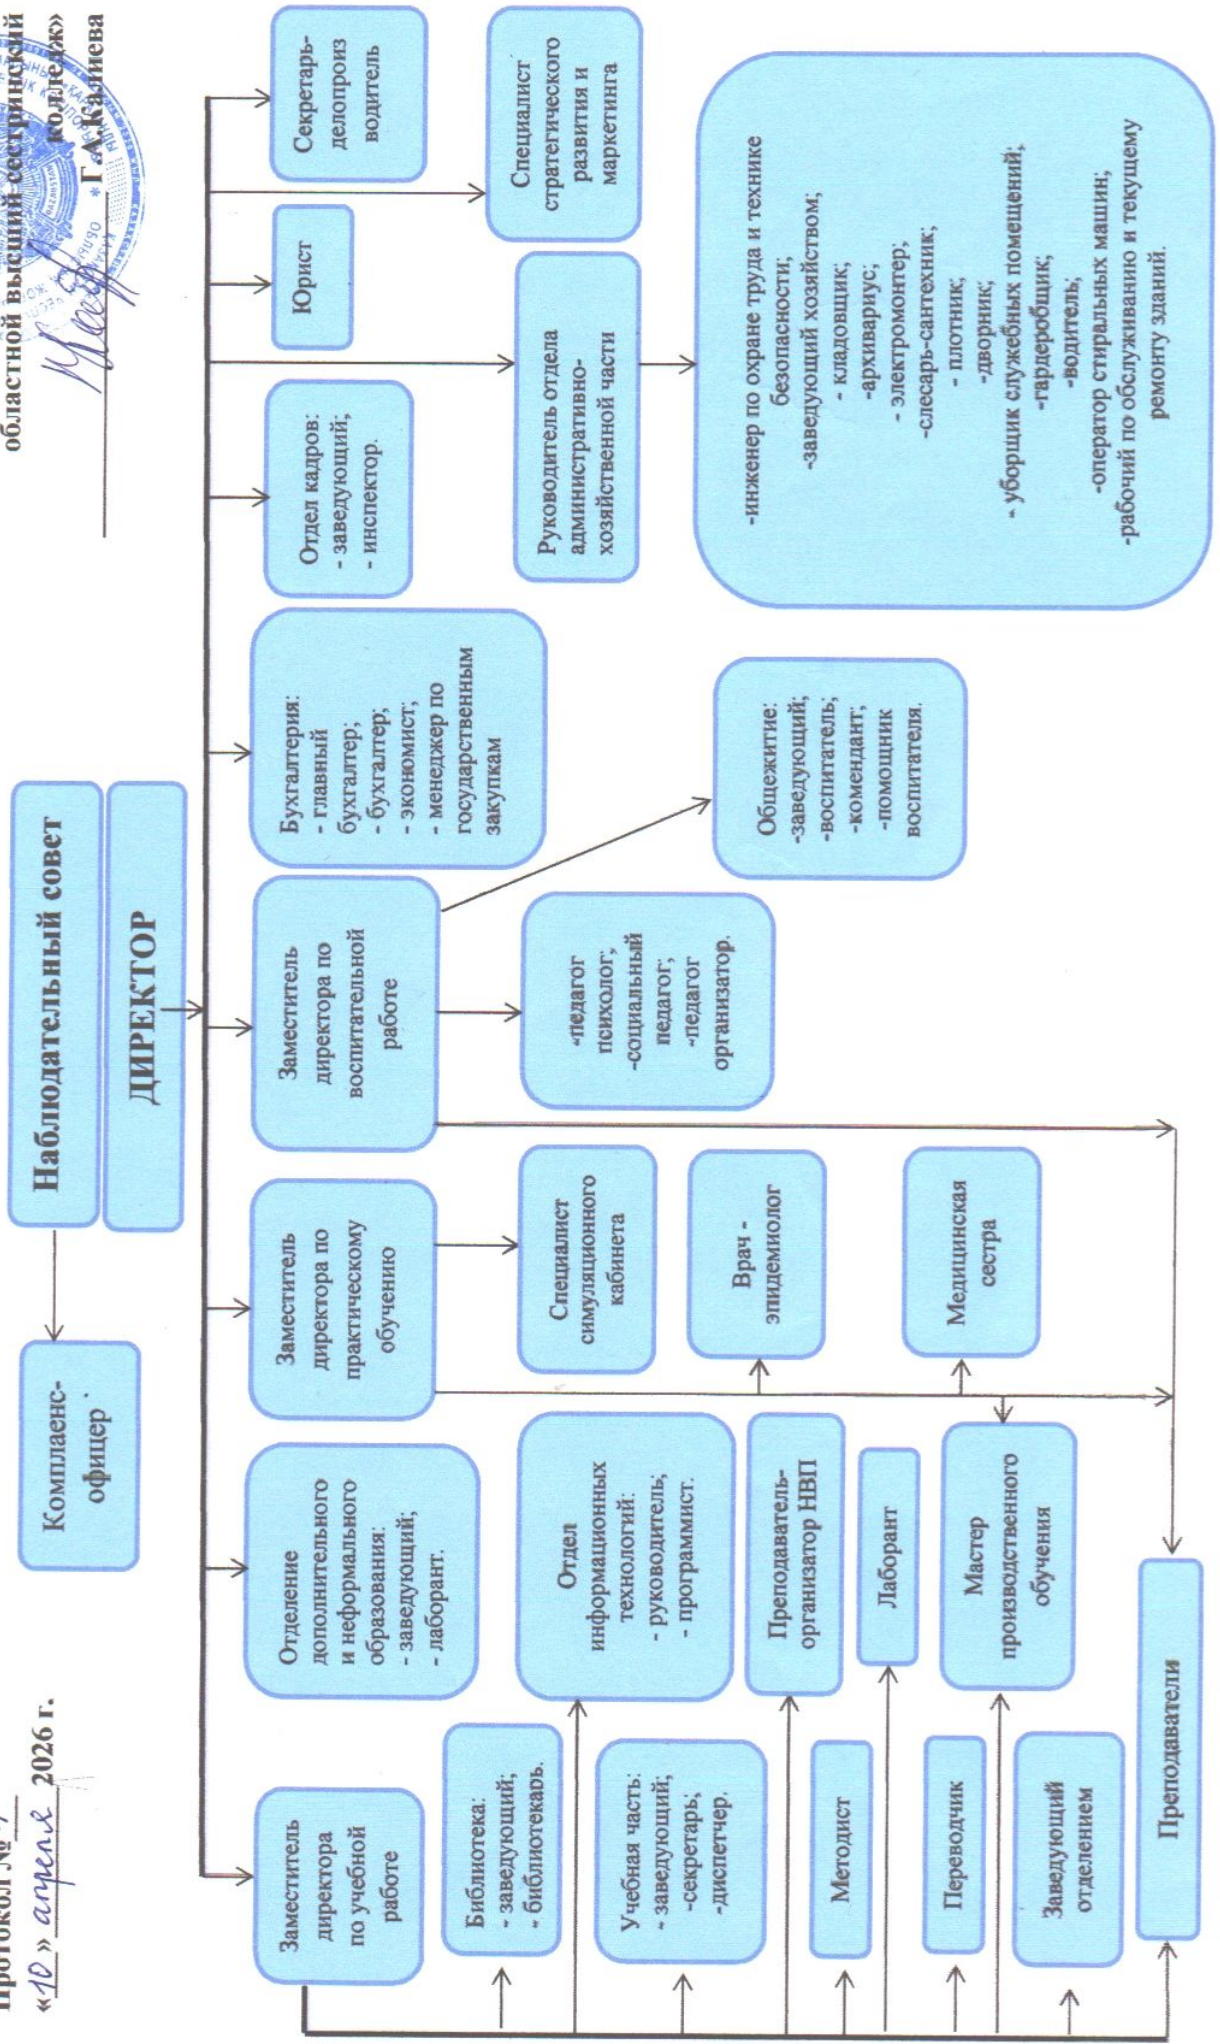 Протокол №
«10» апреля 2026 г.
областной высший сестринский
колледж»
Г.А.Калиева
Наблюдательный совет
ДИРЕКТОР
Комплаенс-
офицер
Заместитель
директора
по учебной
работе
Отделение
дополнительного
и неформального
образования:
- заведующий;
- лаборант.
Заместитель
директора по
практическому
обучению
Заместитель
директора по
воспитательной
работе
Бухгалтерия:
- главный
бухгалтер;
- бухгалтер;
- экономист;
- менеджер по
государственным
закупкам
Отдел кадров:
- заведующий;
- инспектор.
Юрист
Секретарь-
делопроиз
водитель
Библиотека:
- заведующий;
- библиотекарь.
Отдел
информационных
технологий:
- руководитель;
- программист.
Специалист
симуляционного
кабинета
-педагог
психолог;
-социальный
педагог;
-педагог
организатор.
Руководитель отдела
административно-
хозяйственной части
Специалист
стратегического
развития и
маркетинга
Учебная часть:
- заведующий;
-секретарь;
-диспетчер.
Преподаватель-
организатор НВП
Врач -
эпидемиолог
Общежитие:
-заведующий;
-воспитатель;
-комендант;
-помощник
воспитателя.
-инженер по охране труда и технике
безопасности;
-заведующий хозяйством;
- кладовщик;
-архивариус;
- электромонтер;
-слесарь-сантехник;
- плотник;
-дворник;
- уборщик служебных помещений;
-гардеробщик;
-водитель;
-оператор стиральных машин;
-рабочий по обслуживанию и текущему
ремонту зданий.
Методист
Лаборант
Медицинская
сестра
Переводчик
Мастер
производственного
обучения
Заведующий
отделением
Преподаватели